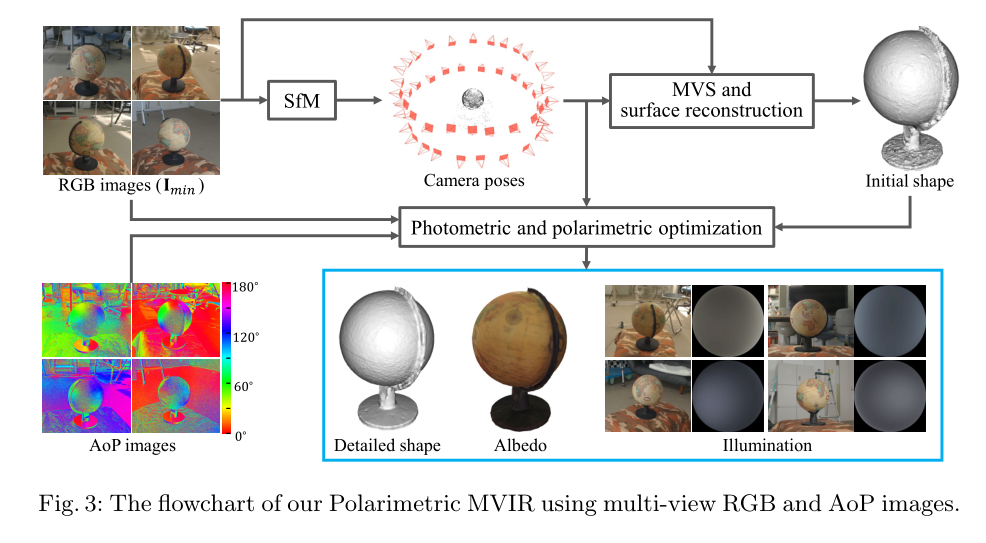 SfM
MVS and
surface reconstruction
RGB images (I_min)
Camera poses
Initial shape
Photometric and polarimetric optimization
180°
120°
60°
0°
AoP images
Detailed shape
Albedo
Illumination
Fig. 3: The flowchart of our Polarimetric MVIR using multi-view RGB and AoP images.